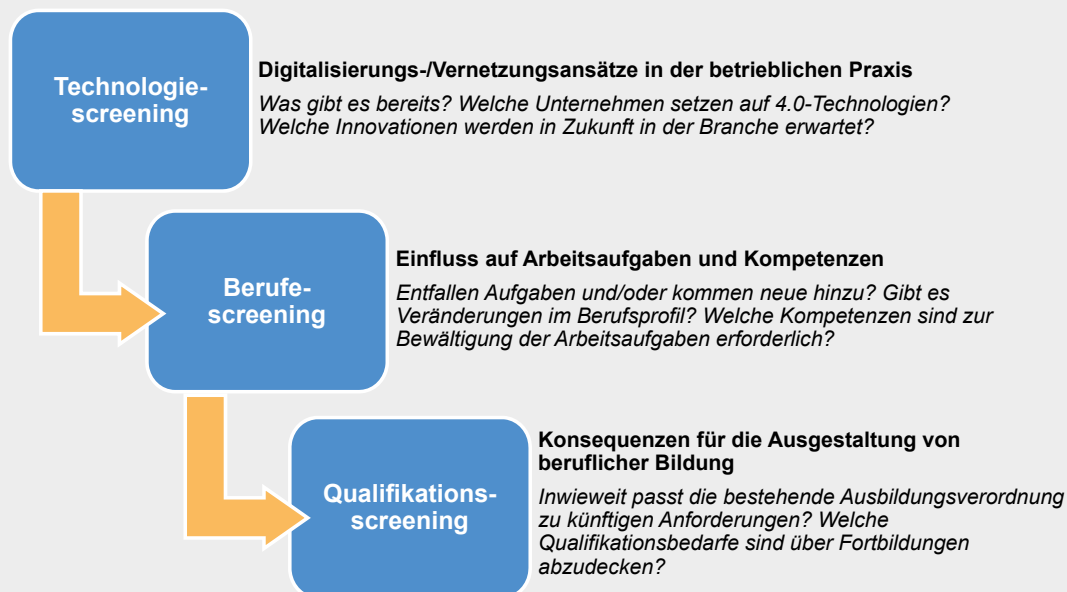 Technologie-
screening
Digitalisierungs-/Vernetzungsansätze in der betrieblichen Praxis
Was gibt es bereits? Welche Unternehmen setzen auf 4.0-Technologien?
Welche Innovationen werden in Zukunft in der Branche erwartet?
Berufe-
screening
Einfluss auf Arbeitsaufgaben und Kompetenzen
Entfallen Aufgaben und/oder kommen neue hinzu? Gibt es
Veränderungen im Berufsprofil? Welche Kompetenzen sind zur
Bewältigung der Arbeitsaufgaben erforderlich?
Qualifikations-
screening
Konsequenzen für die Ausgestaltung von
beruflicher Bildung
Inwieweit passt die bestehende Ausbildungsverordnung
zu künftigen Anforderungen? Welche
Qualifikationsbedarfe sind über Fortbildungen
abzudecken?